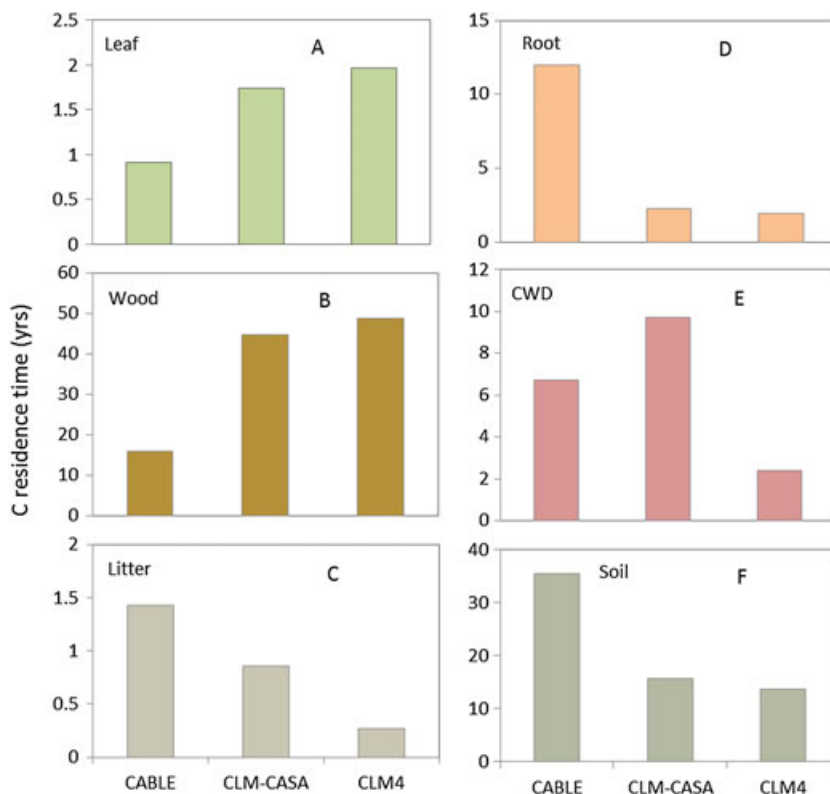 C residence time (yrs)
Leaf
A
2.5
2
1.5
1
0.5
0
Root
D
15
10
5
0
Wood
B
60
50
40
30
20
10
0
CWD
E
12
10
8
6
4
2
0
Litter
C
2
1.5
1
0.5
0
CABLE CLM-CASA CLM4
Soil
F
40
30
20
10
0
CABLE CLM-CASA CLM4